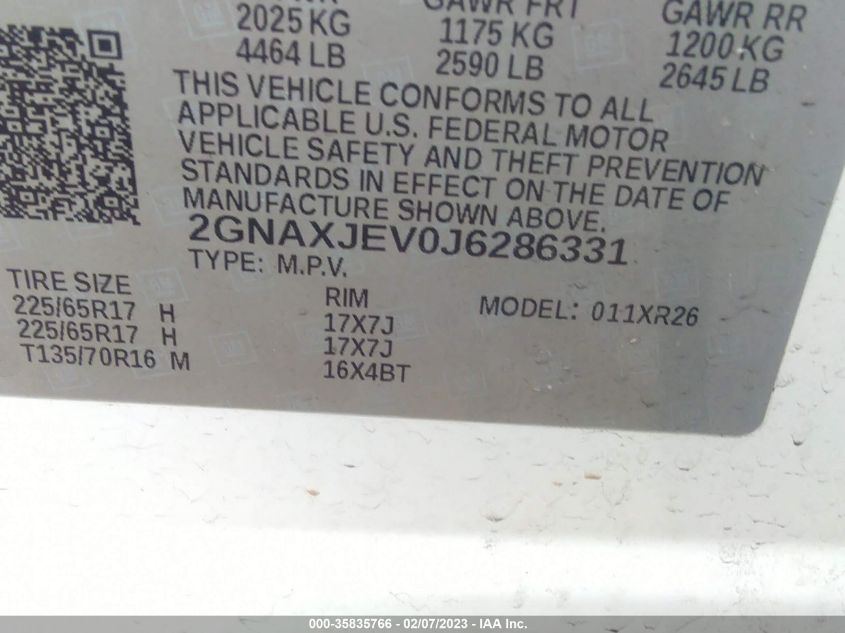 2025 KG
4464 LB
GAWR FRT
1175 KG
2590 LB
GAWR RR
1200 KG
2645 LB
THIS VEHICLE CONFORMS TO ALL
APPLICABLE U.S. FEDERAL MOTOR
VEHICLE SAFETY AND THEFT PREVENTION
STANDARDS IN EFFECT ON THE DATE OF
MANUFACTURE SHOWN ABOVE.
2GNAXJEV0J6286331
TYPE: M.P.V.
TIRE SIZE
225/65R17 H
225/65R17 H
T135/70R16 M
RIM
17X7J
17X7J
16X4BT
MODEL: 011XR26
000-35835766 - 02/07/2023 - IAA Inc.